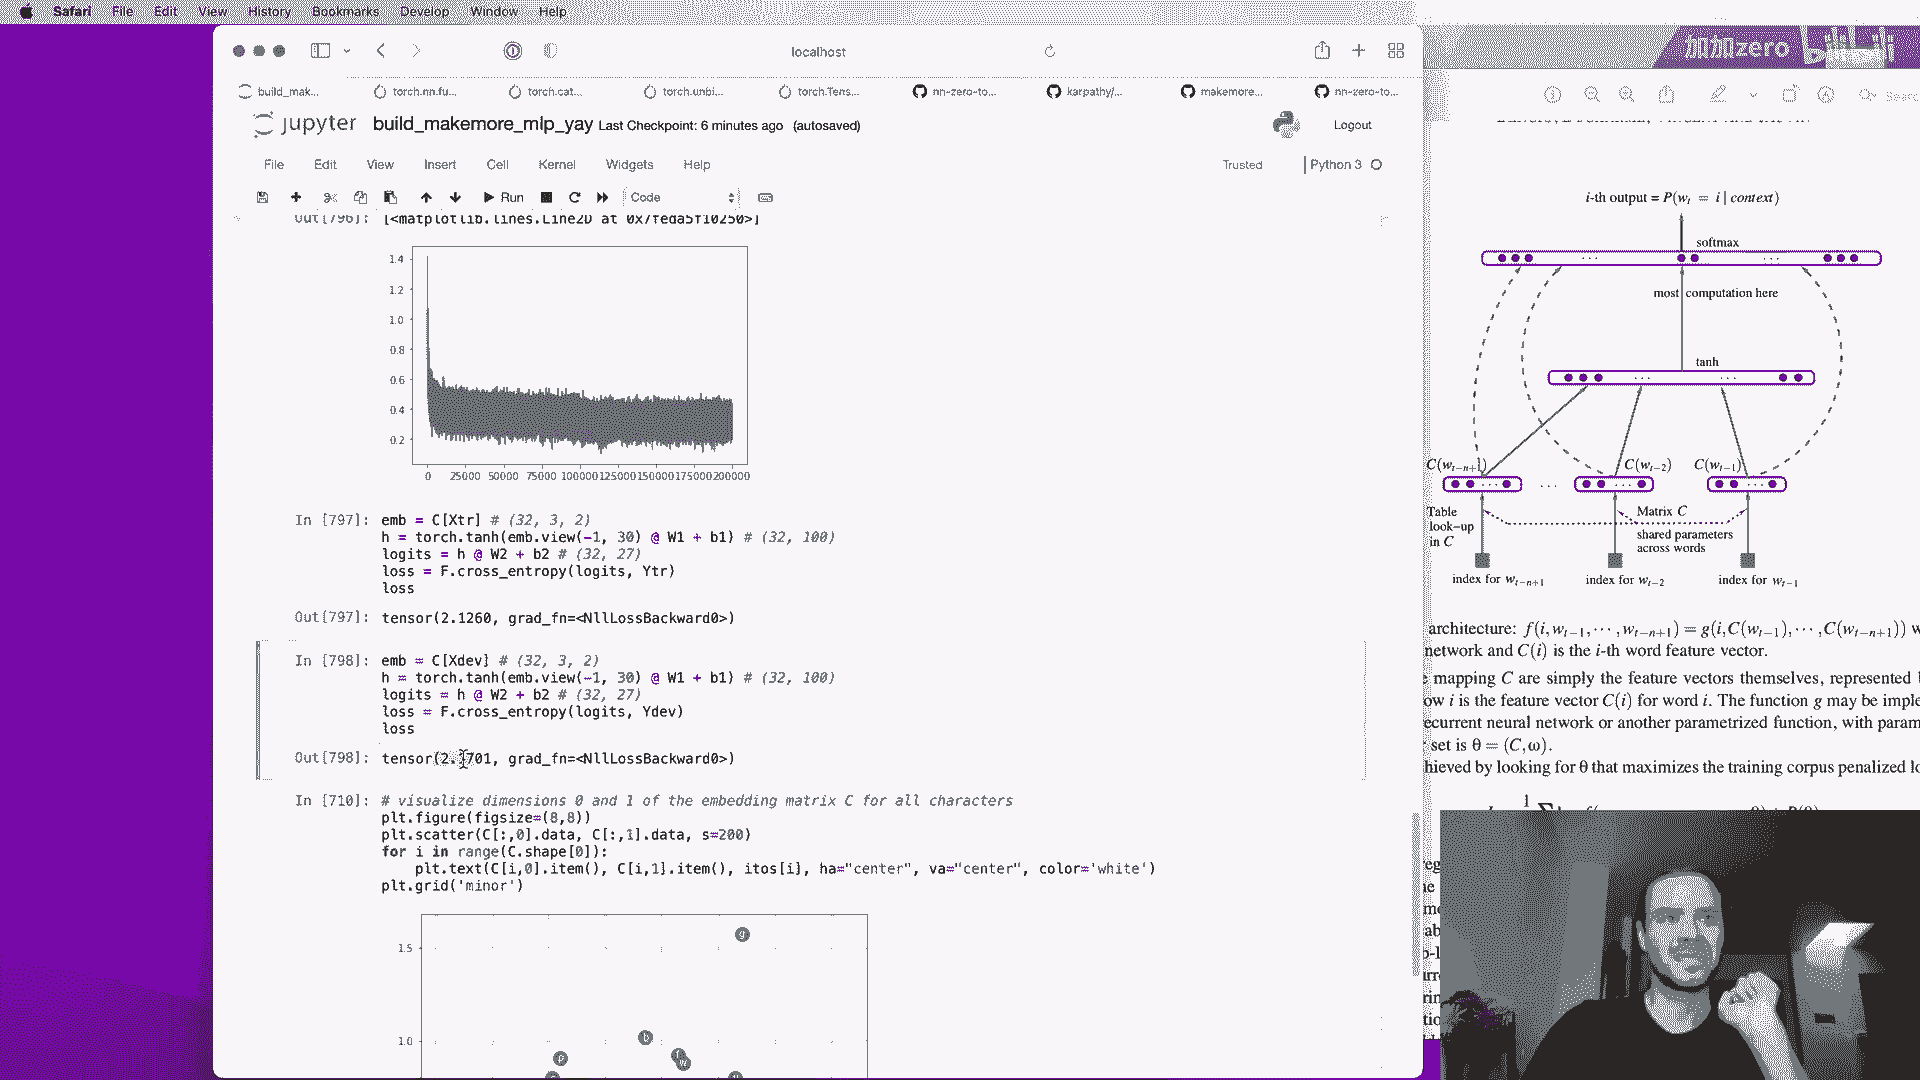 Safari File Edit View History Bookmarks Develop Window Help
加加zero bilibili
localhost
build_mak... torch.nn.fu... torch.cat... torch.unbi... torch.Tens... nn-zero-to... karpathy/... makemore... nn-zero-to...
jupyter build_makemore_mlp_yay Last Checkpoint: 6 minutes ago (autosaved) Logout
File Edit View Insert Cell Kernel Widgets Help Trusted Python 3
Run Code
Out[796]: [<matplotlib.lines.Line2D at 0x7feda5f10250>]
1.4
1.2
1.0
0.8
0.6
0.4
0.2
0 25000 50000 75000 100000 125000 150000 175000 200000
In [797]: emb = C[Xtr] # (32, 3, 2)
h = torch.tanh(emb.view(-1, 30) @ W1 + b1) # (32, 100)
logits = h @ W2 + b2 # (32, 27)
loss = F.cross_entropy(logits, Ytr)
loss
Out[797]: tensor(2.1260, grad_fn=<NllLossBackward0>)
In [798]: emb = C[Xdev] # (32, 3, 2)
h = torch.tanh(emb.view(-1, 30) @ W1 + b1) # (32, 100)
logits = h @ W2 + b2 # (32, 27)
loss = F.cross_entropy(logits, Ydev)
loss
Out[798]: tensor(2. 701, grad_fn=<NllLossBackward0>)
In [710]: # visualize dimensions 0 and 1 of the embedding matrix C for all characters
plt.figure(figsize=(8,8))
plt.scatter(C[:,0].data, C[:,1].data, s=200)
for i in range(C.shape[0]):
plt.text(C[i,0].item(), C[i,1].item(), itos[i], ha="center", va="center", color='white')
plt.grid('minor')
1.5
g
1.0
b
p
w
Searc
i-th output = P(w_t = i | context)
softmax
... ...
most computation here
tanh
... ...
C(w_{t−n+1}) C(w_{t−2}) C(w_{t−1})
... ... ... ...
Table look-up in C
Matrix C
shared parameters across words
index for w_{t−n+1} index for w_{t−2} index for w_{t−1}
architecture: f(i, w_{t−1}, ··· , w_{t−n+1}) = g(i, C(w_{t−1}), ··· , C(w_{t−n+1})) w
network and C(i) is the i-th word feature vector.
mapping C are simply the feature vectors themselves, represented
ow i is the feature vector C(i) for word i. The function g may be imple
ecurrent neural network or another parametrized function, with param
set is θ = (C, ω).
hieved by looking for θ that maximizes the training corpus penalized lo